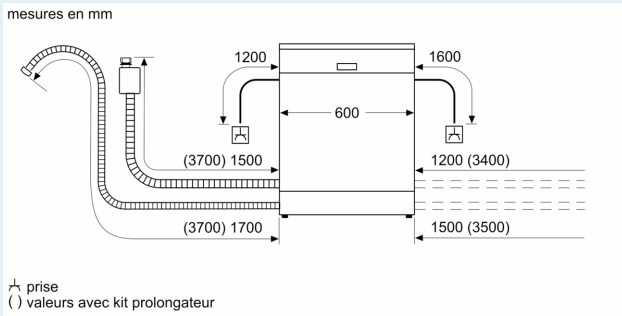 mesures en mm
1200
1600
600
(3700) 1500
1200 (3400)
(3700) 1700
1500 (3500)
prise
( ) valeurs avec kit prolongateur